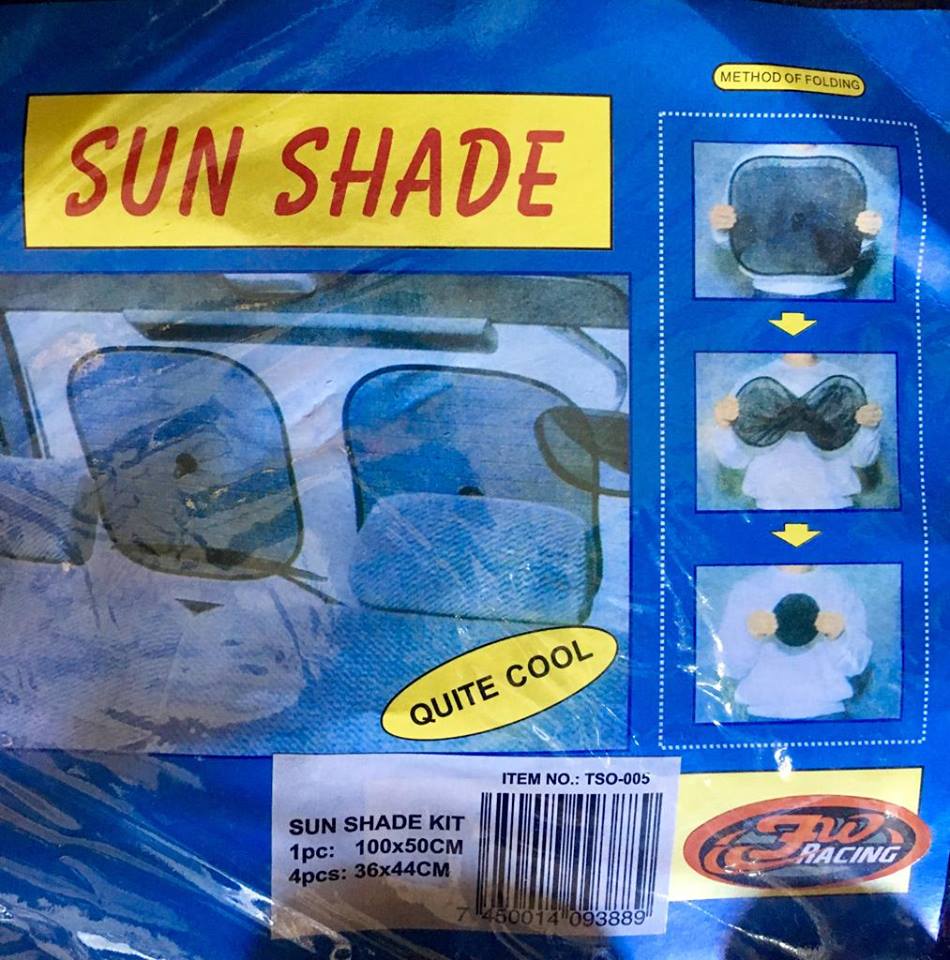 METHOD OF FOLDING
SUN SHADE
QUITE COOL
ITEM NO.: TSO-005
SUN SHADE KIT
1pc: 100x50CM
4pcs: 36x44CM
7 450014 093889
RACING